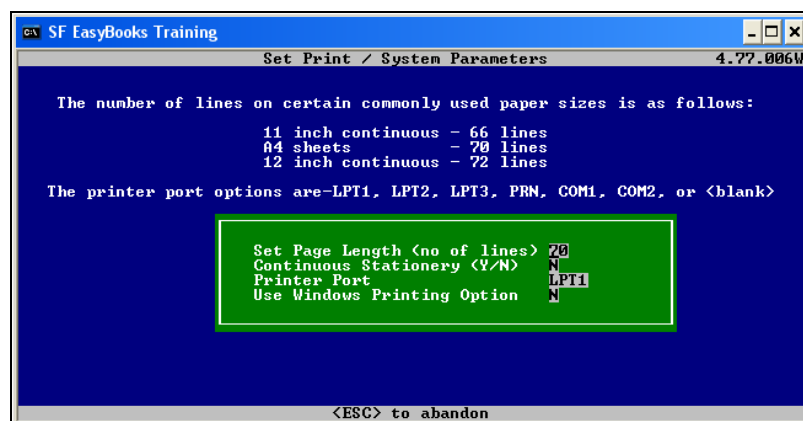 SF EasyBooks Training
Set Print / System Parameters 4.77.006W
The number of lines on certain commonly used paper sizes is as follows:
11 inch continuous - 66 lines
A4 sheets - 70 lines
12 inch continuous - 72 lines
The printer port options are-LPT1, LPT2, LPT3, PRN, COM1, COM2, or <blank>
Set Page Length (no of lines) 70
Continuous Stationery (Y/N) N
Printer Port LPT1
Use Windows Printing Option N
<ESC> to abandon